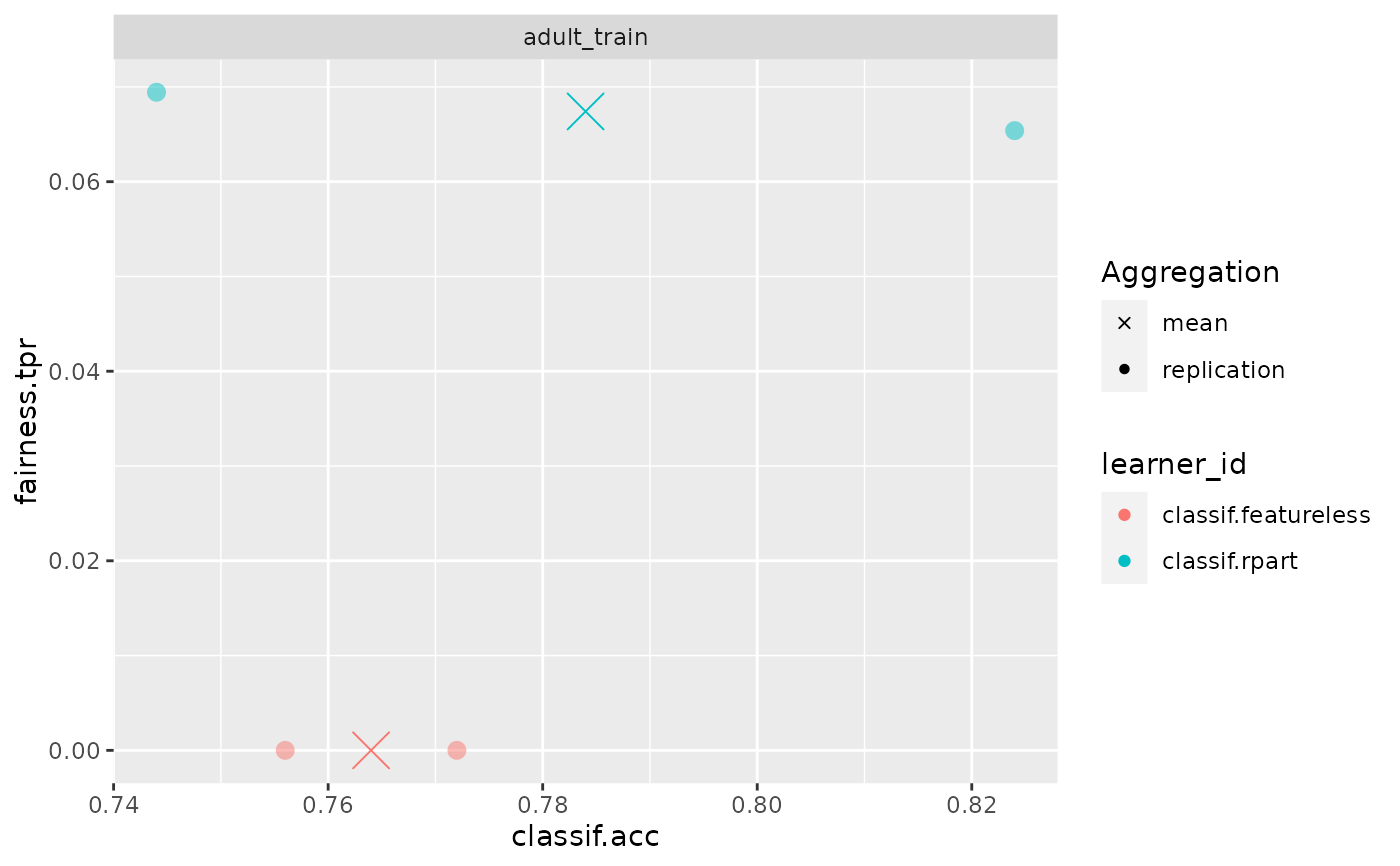 adult_train
0.06
0.04
0.02
0.00
fairness.tpr
0.74 0.76 0.78 0.80 0.82
classif.acc
Aggregation
mean
replication
learner_id
classif.featureless
classif.rpart